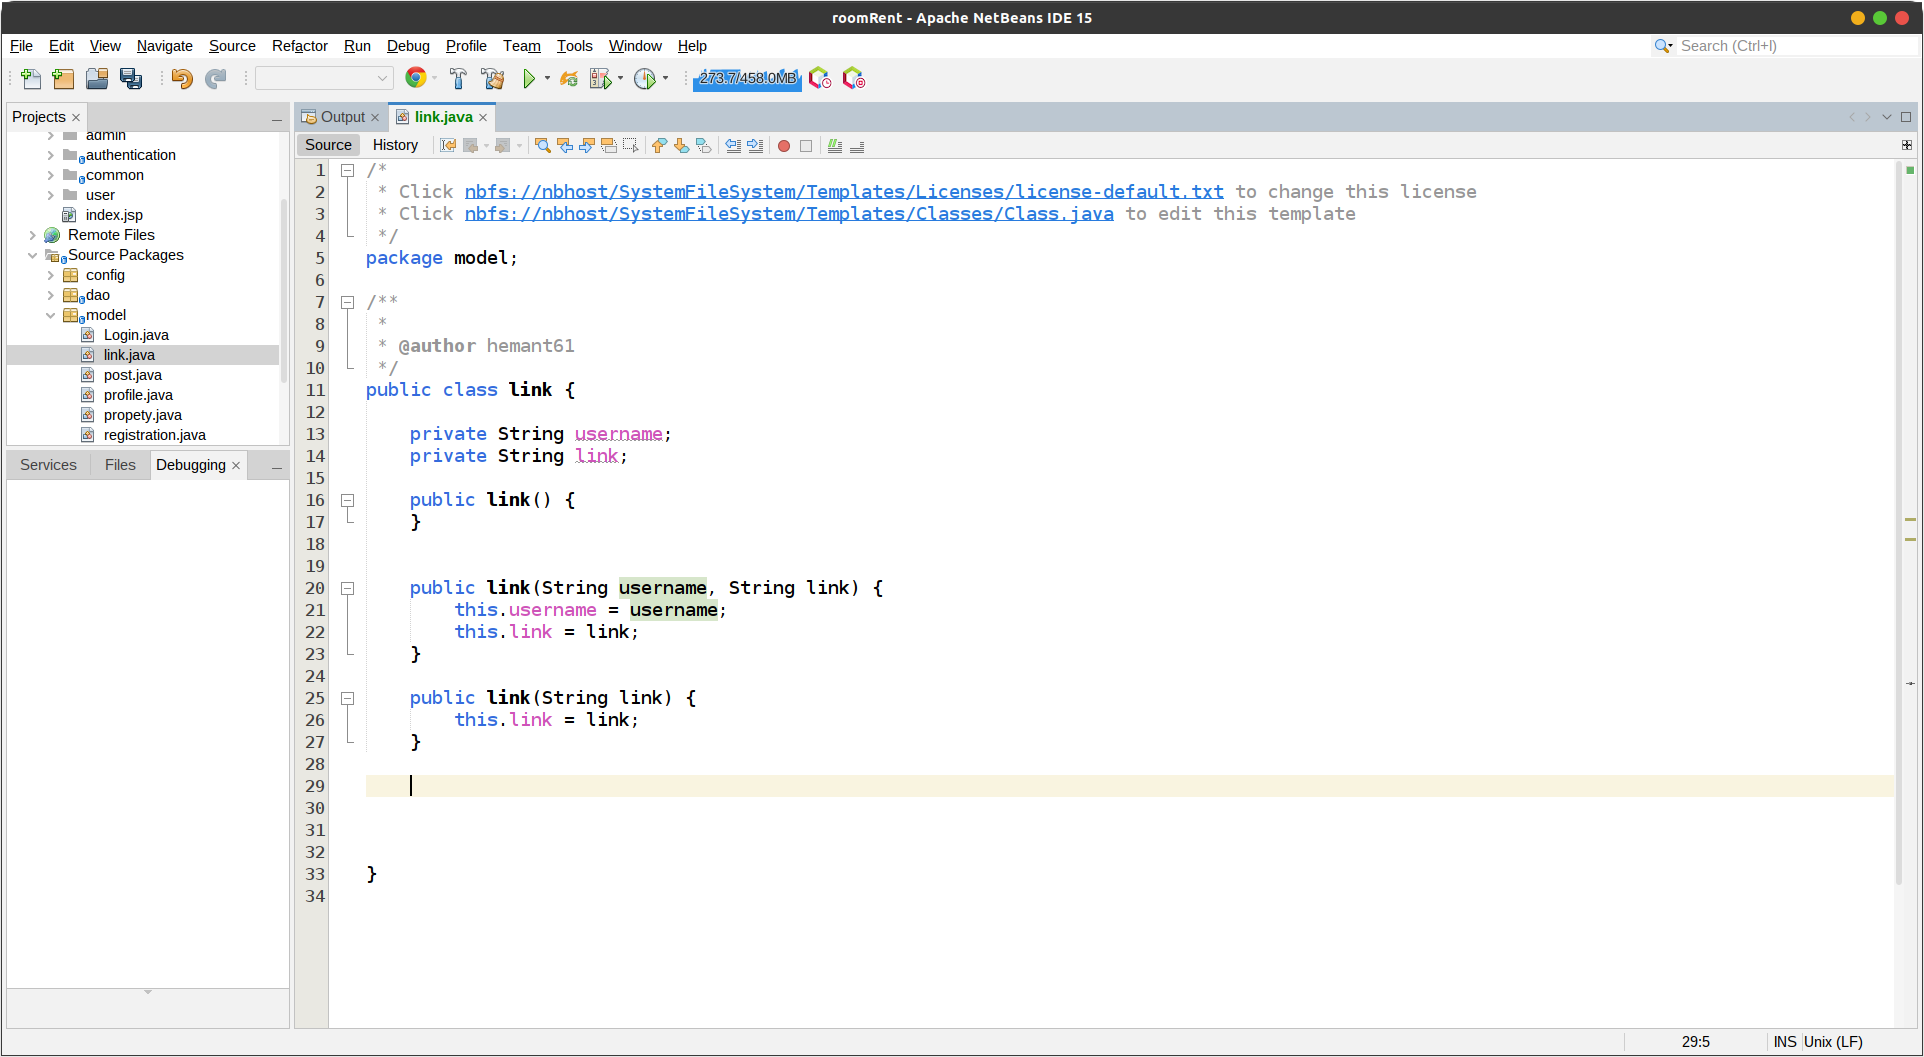 roomRent - Apache NetBeans IDE 15
File Edit View Navigate Source Refactor Run Debug Profile Team Tools Window Help
Search (Ctrl+I)
273.7/458.0MB
Projects
admin
authentication
common
user
index.jsp
Remote Files
Source Packages
config
dao
model
Login.java
link.java
post.java
profile.java
propety.java
registration.java
Services Files Debugging
Output link.java
Source History
1 /*
2 * Click nbfs://nbhost/SystemFileSystem/Templates/Licenses/license-default.txt to change this license
3 * Click nbfs://nbhost/SystemFileSystem/Templates/Classes/Class.java to edit this template
4 */
5 package model;
6
7 /**
8 *
9 * @author hemant61
10 */
11 public class link {
12
13 private String username;
14 private String link;
15
16 public link() {
17 }
18
19
20 public link(String username, String link) {
21 this.username = username;
22 this.link = link;
23 }
24
25 public link(String link) {
26 this.link = link;
27 }
28
29
30
31
32
33 }
34
29:5 INS Unix (LF)